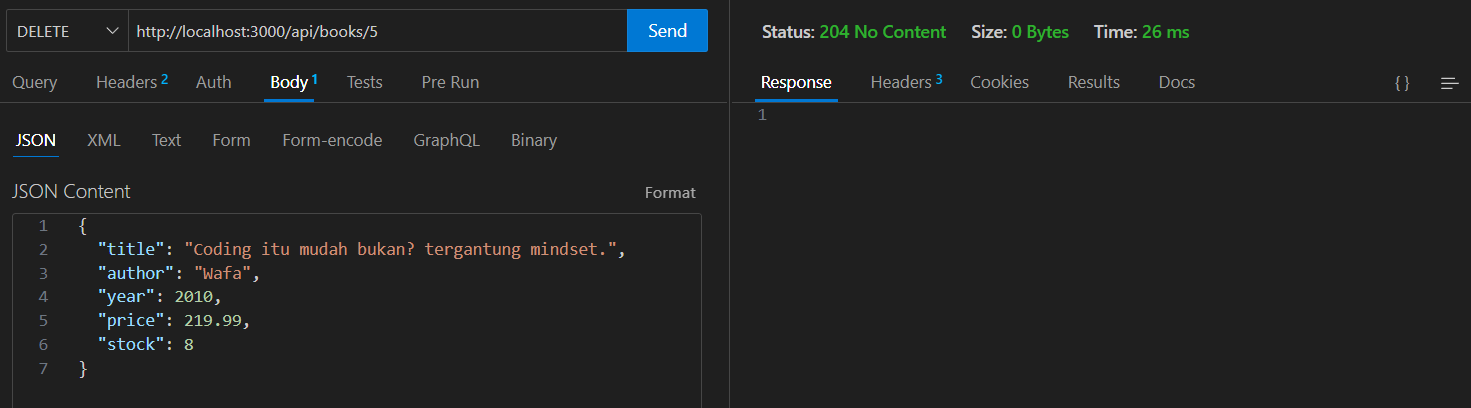 DELETE http://localhost:3000/api/books/5 Send
Query Headers 2 Auth Body 1 Tests Pre Run
JSON XML Text Form Form-encode GraphQL Binary
JSON Content Format
1 {
2 "title": "Coding itu mudah bukan? tergantung mindset.",
3 "author": "Wafa",
4 "year": 2010,
5 "price": 219.99,
6 "stock": 8
7 }
Status: 204 No Content Size: 0 Bytes Time: 26 ms
Response Headers 3 Cookies Results Docs { }
1